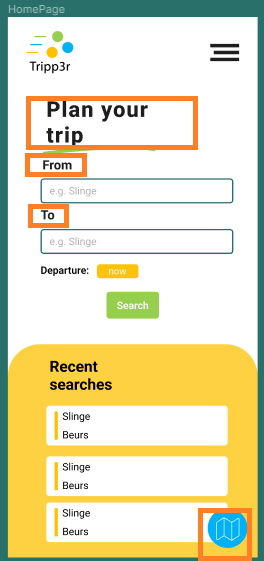 HomePage
Tripp3r
Plan your
trip
From
e.g. Slinge
To
e.g. Slinge
Departure: now
Search
Recent
searches
Slinge
Beurs
Slinge
Beurs
Slinge
Beurs